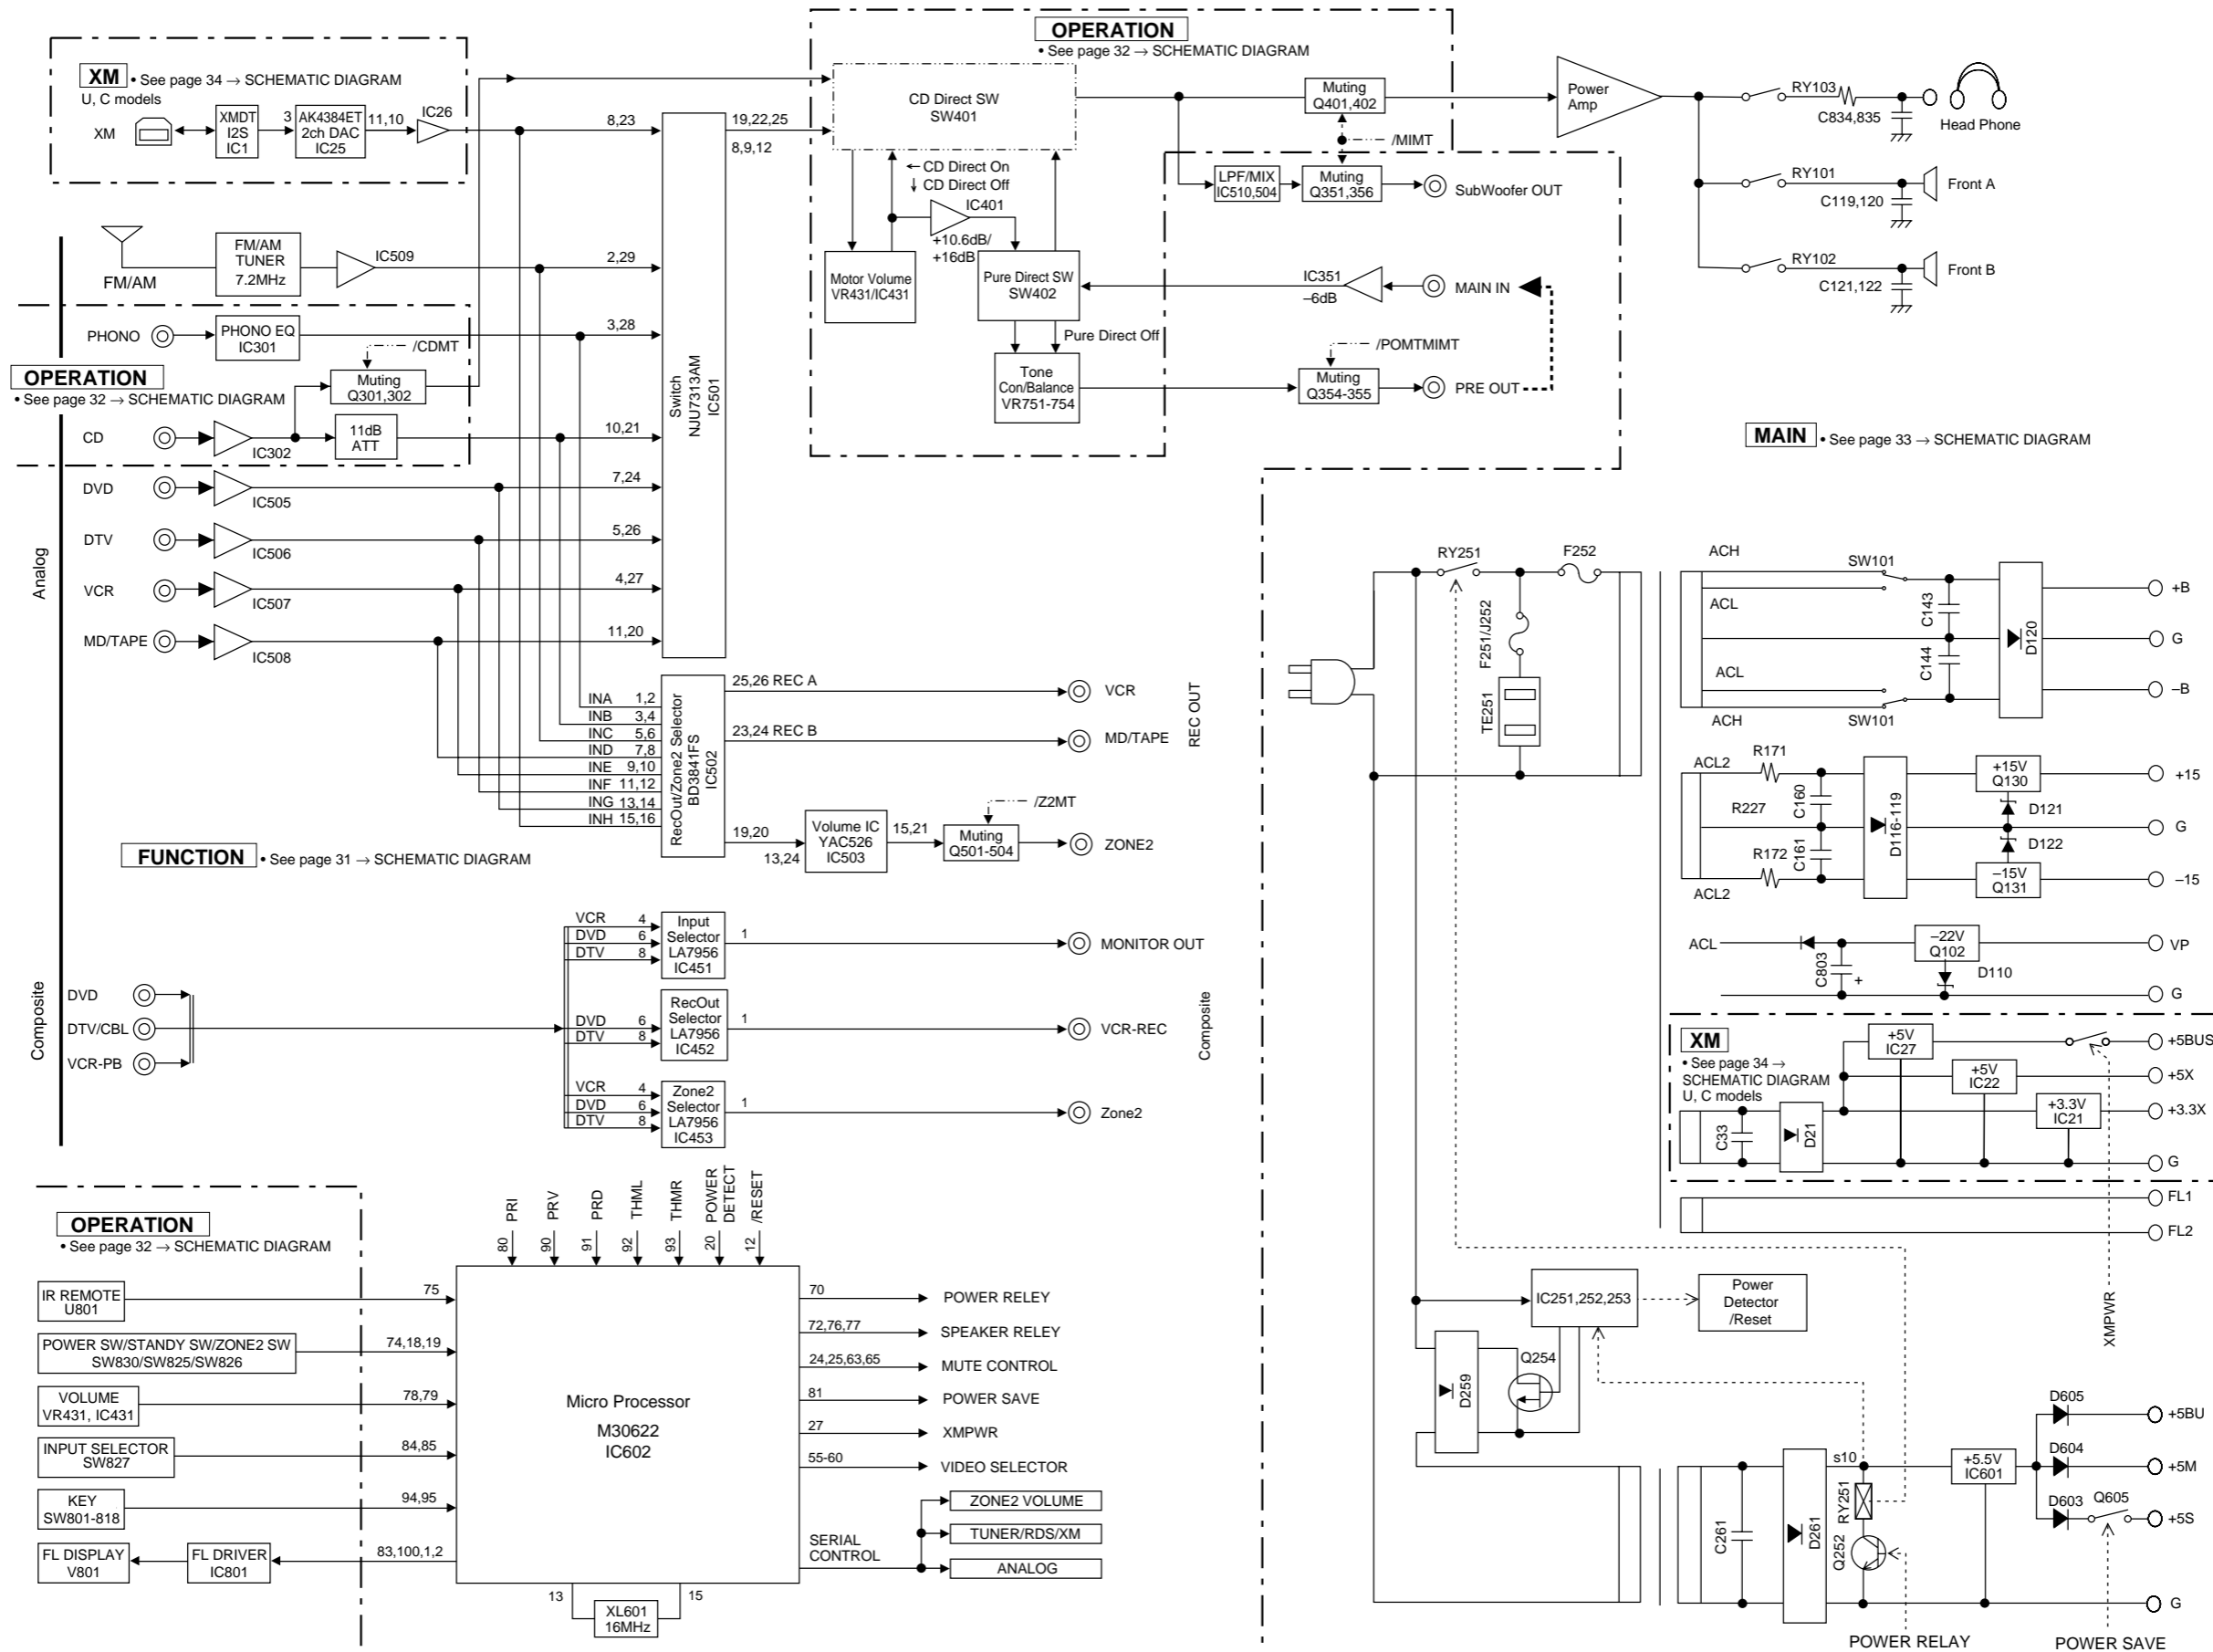 OPERATION
• See page 32 → SCHEMATIC DIAGRAM
XM • See page 34 → SCHEMATIC DIAGRAM
U, C models
XM
XMDT
I2S
IC1
3
AK4384ET
2ch DAC
IC25
11,10
IC26
8,23
19,22,25
8,9,12
CD Direct SW
SW401
← CD Direct On
↓ CD Direct Off
IC401
+10.6dB/
+16dB
Motor Volume
VR431/IC431
Pure Direct SW
SW402
Pure Direct Off
Tone
Con/Balance
VR751-754
Muting
Q401,402
/MIMT
LPF/MIX
IC510,504
Muting
Q351,356
SubWoofer OUT
IC351
–6dB
MAIN IN
/POMTMIMT
Muting
Q354-355
PRE OUT
Power
Amp
RY103
C834,835
Head Phone
RY101
C119,120
Front A
RY102
C121,122
Front B
MAIN • See page 33 → SCHEMATIC DIAGRAM
FM/AM
FM/AM
TUNER
7.2MHz
IC509
2,29
PHONO
PHONO EQ
IC301
3,28
OPERATION
• See page 32 → SCHEMATIC DIAGRAM
/CDMT
Muting
Q301,302
CD
IC302
11dB
ATT
10,21
Switch
NJU7313AM
IC501
Analog
DVD
IC505
7,24
DTV
IC506
5,26
VCR
IC507
4,27
MD/TAPE
IC508
11,20
INA 1,2
INB 3,4
INC 5,6
IND 7,8
INE 9,10
INF 11,12
ING 13,14
INH 15,16
RecOut/Zone2 Selector
BD3841FS
IC502
25,26 REC A
VCR
23,24 REC B
MD/TAPE
REC OUT
19,20
13,24
Volume IC
YAC526
IC503
15,21
/Z2MT
Muting
Q501-504
ZONE2
FUNCTION • See page 31 → SCHEMATIC DIAGRAM
Composite
DVD
DTV/CBL
VCR-PB
VCR 4
DVD 6
DTV 8
Input
Selector
LA7956
IC451
1
MONITOR OUT
DVD 6
DTV 8
RecOut
Selector
LA7956
IC452
1
VCR-REC
VCR 4
DVD 6
DTV 8
Zone2
Selector
LA7956
IC453
1
Zone2
Composite
RY251
F252
F251/J252
TE251
ACH
SW101
ACL
C143
C144
ACL
ACH
SW101
D120
+B
G
–B
ACL2
R171
R227
C160
C161
R172
ACL2
D116-119
+15V
Q130
D121
D122
–15V
Q131
+15
G
–15
ACL
C803
+
–22V
Q102
D110
VP
G
XM
• See page 34 →
SCHEMATIC DIAGRAM
U, C models
C33
D21
+5V
IC27
+5V
IC22
+3.3V
IC21
+5BUS
+5X
+3.3X
G
FL1
FL2
XMPWR
OPERATION
• See page 32 → SCHEMATIC DIAGRAM
IR REMOTE
U801
75
POWER SW/STANDY SW/ZONE2 SW
SW830/SW825/SW826
74,18,19
VOLUME
VR431, IC431
78,79
INPUT SELECTOR
SW827
84,85
KEY
SW801-818
94,95
FL DISPLAY
V801
FL DRIVER
IC801
83,100,1,2
80 PRI
90 PRV
91 PRD
92 THML
93 THMR
20 POWER
DETECT
12 /RESET
Micro Processor
M30622
IC602
13
XL601
16MHz
15
70
POWER RELEY
72,76,77
SPEAKER RELEY
24,25,63,65
MUTE CONTROL
81
POWER SAVE
27
XMPWR
55-60
VIDEO SELECTOR
SERIAL
CONTROL
ZONE2 VOLUME
TUNER/RDS/XM
ANALOG
IC251,252,253
Power
Detector
/Reset
D259
Q254
C261
D261
s10
RY251
Q252
+5.5V
IC601
D605
D604
D603
Q605
+5BU
+5M
+5S
G
POWER RELAY
POWER SAVE